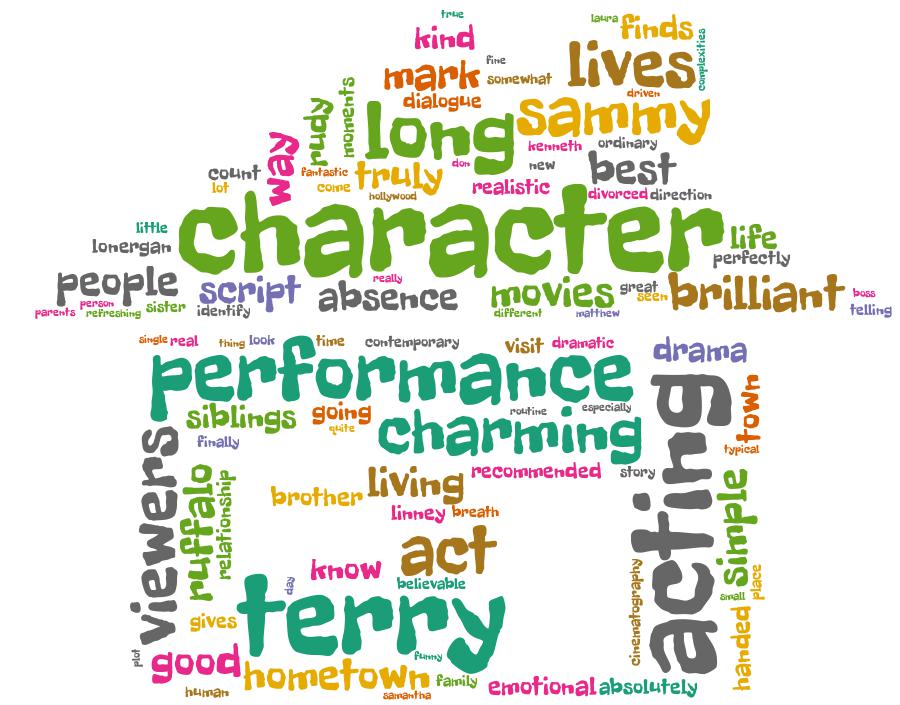 true
laura
finds
kind
complexities
fine
lives
mark
somewhat
driven
dialogue
sammy
moments
rudy
long
way
kenneth
ordinary
don
new
best
count
fantastic
truly
realistic
lot
come
hollywood
divorced
direction
character
little
life
lonergan
perfectly
people
script
really
absence
movies
great
seen
brilliant
boss
parents
person
refreshing
sister
identify
different
matthew
telling
single
real
thing
look
time
contemporary
visit
dramatic
drama
performance
siblings
going
quite
routine
especially
charming
acting
town
typical
finally
viewers
ruffalo
relationship
brother
living
recommended
story
linney
breath
simple
act
know
believable
day
terry
cinematography
small
place
gives
handed
plot
good
hometown
funny
family
human
samantha
emotional
absolutely